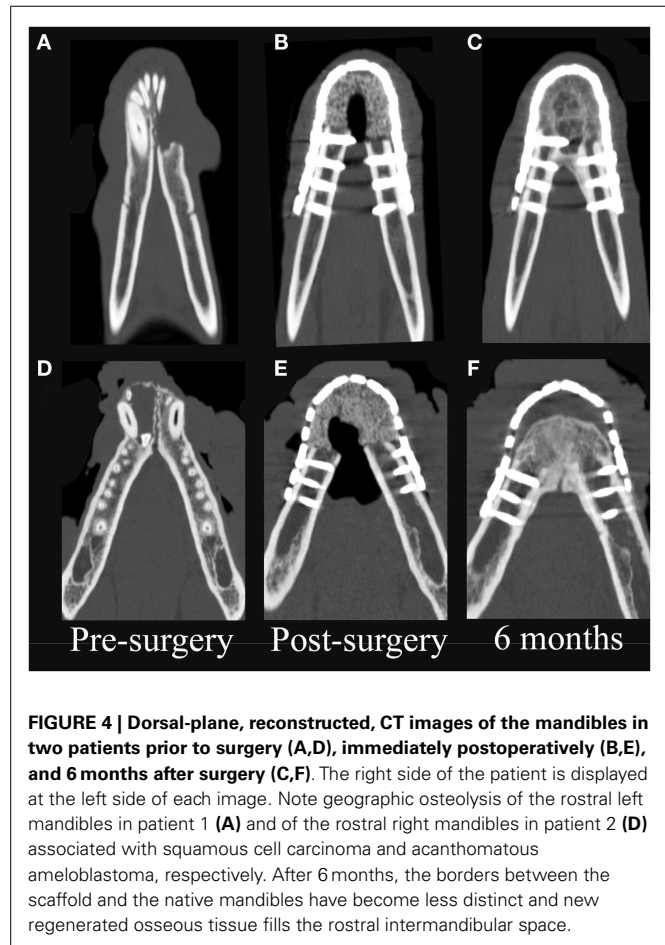 A
B
C
D
E
F
Pre-surgery Post-surgery 6 months
FIGURE 4 | Dorsal-plane, reconstructed, CT images of the mandibles in
two patients prior to surgery (A,D), immediately postoperatively (B,E),
and 6 months after surgery (C,F). The right side of the patient is displayed
at the left side of each image. Note geographic osteolysis of the rostral left
mandibles in patient 1 (A) and of the rostral right mandibles in patient 2 (D)
associated with squamous cell carcinoma and acanthomatous
ameloblastoma, respectively. After 6 months, the borders between the
scaffold and the native mandibles have become less distinct and new
regenerated osseous tissue fills the rostral intermandibular space.